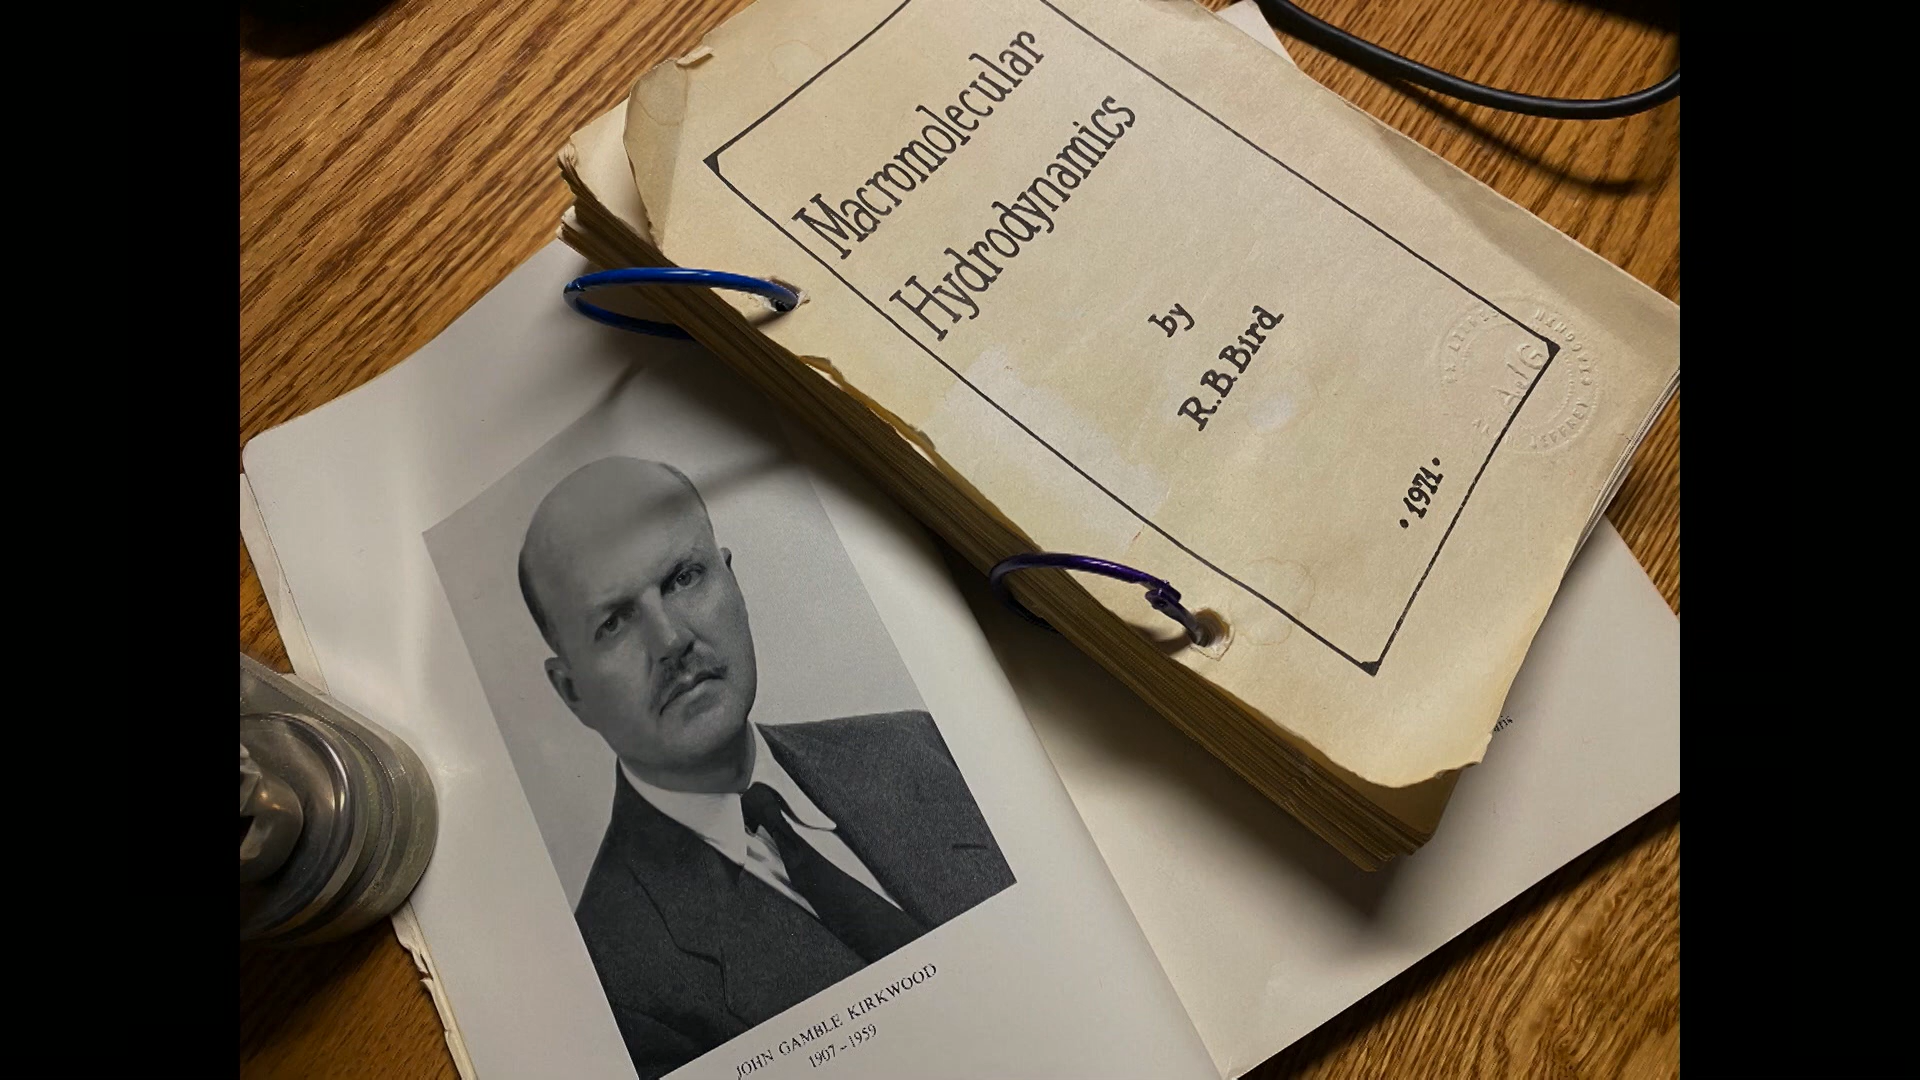 Macromolecular
Hydrodynamics
by
R.B.Bird
•1971•
JOHN GAMBLE KIRKWOOD
1907–1959